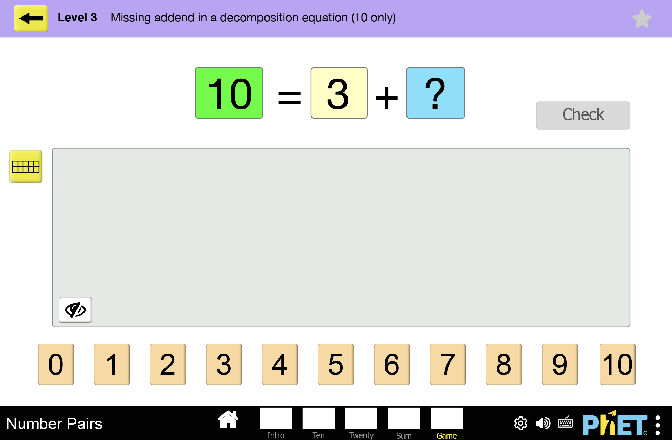 Level 3 Missing addend in a decomposition equation (10 only)
10 = 3 + ?
Check
0 1 2 3 4 5 6 7 8 9 10
Number Pairs
Intro Ten Twenty Sum Game
PhET